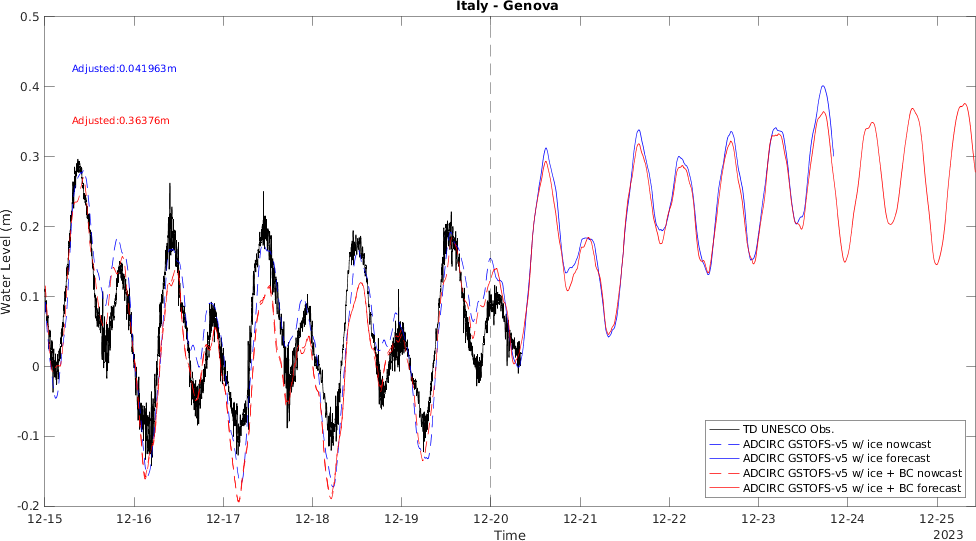 Italy - Genova
0.5
0.4
0.3
0.2
0.1
0
-0.1
-0.2
Water Level (m)
Adjusted:0.041963m
Adjusted:0.36376m
TD UNESCO Obs.
ADCIRC GSTOFS-v5 w/ ice nowcast
ADCIRC GSTOFS-v5 w/ ice forecast
ADCIRC GSTOFS-v5 w/ ice + BC nowcast
ADCIRC GSTOFS-v5 w/ ice + BC forecast
12-15 12-16 12-17 12-18 12-19 12-20 12-21 12-22 12-23 12-24 12-25
Time
2023